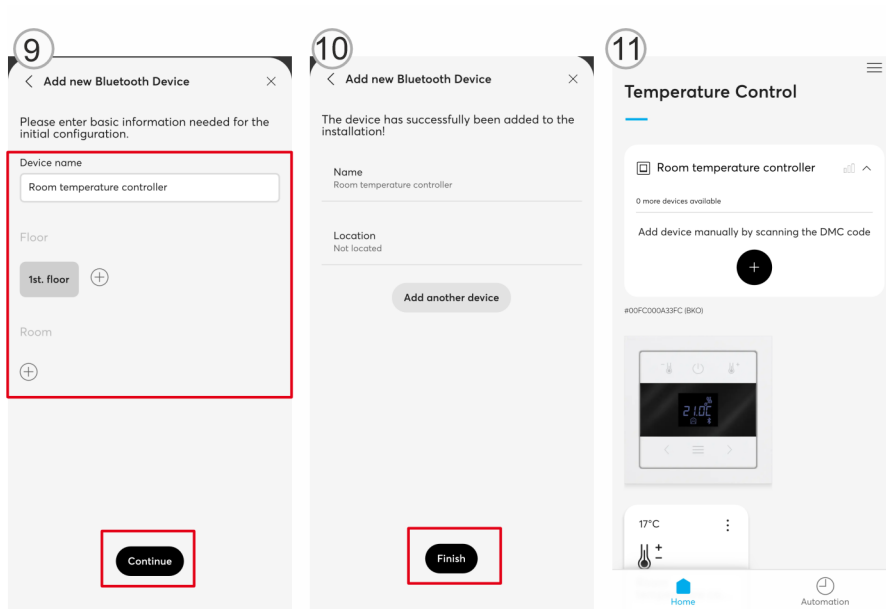 9
Add new Bluetooth Device
Please enter basic information needed for the
initial configuration.
Device name
Room temperature controller
Floor
1st. floor
Room
Continue
10
Add new Bluetooth Device
The device has successfully been added to the
installation!
Name
Room temperature controller
Location
Not located
Add another device
Finish
11
Temperature Control
Room temperature controller
0 more devices available
Add device manually by scanning the DMC code
#00FC000A33FC (BKO)
21.0C
17°C
Home
Automation